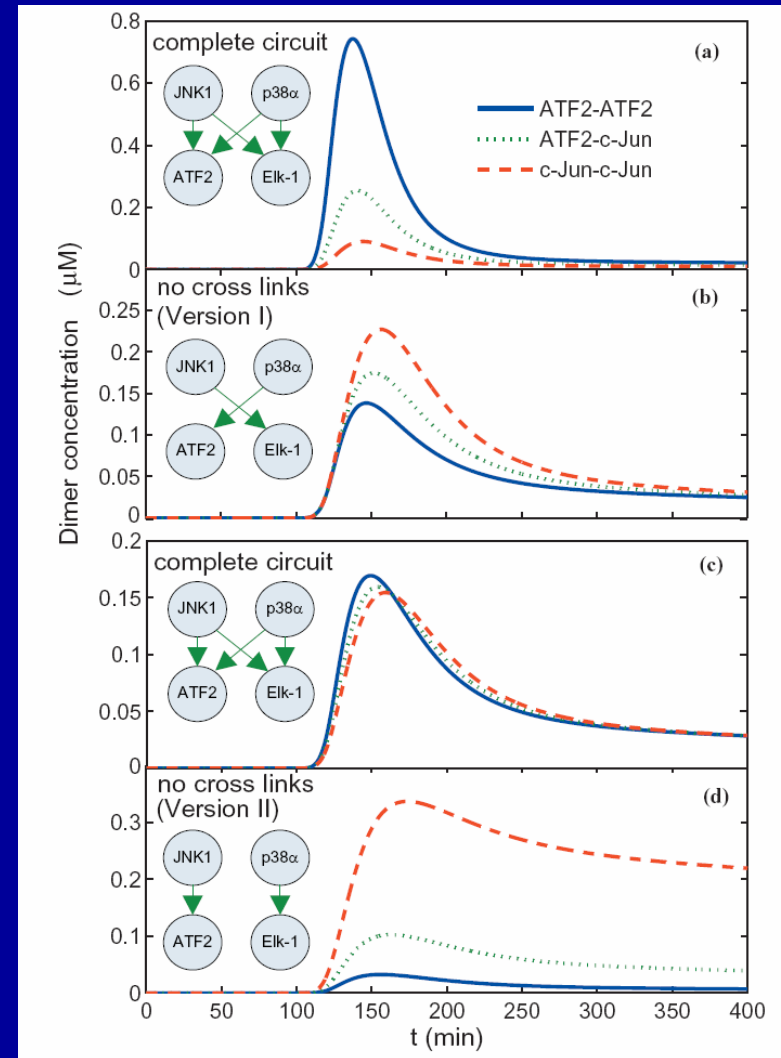 Dimer concentration (μM)
0.8
0.6
0.4
0.2
0
complete circuit
(a)
JNK1
p38α
ATF2
Elk-1
ATF2-ATF2
ATF2-c-Jun
c-Jun-c-Jun
0.25
0.2
0.15
0.1
0.05
0
no cross links
(Version I)
(b)
JNK1
p38α
ATF2
Elk-1
0.2
0.15
0.1
0.05
0
complete circuit
(c)
JNK1
p38α
ATF2
Elk-1
0.3
0.2
0.1
0
no cross links
(Version II)
(d)
JNK1
p38α
ATF2
Elk-1
0 50 100 150 200 250 300 350 400
t (min)